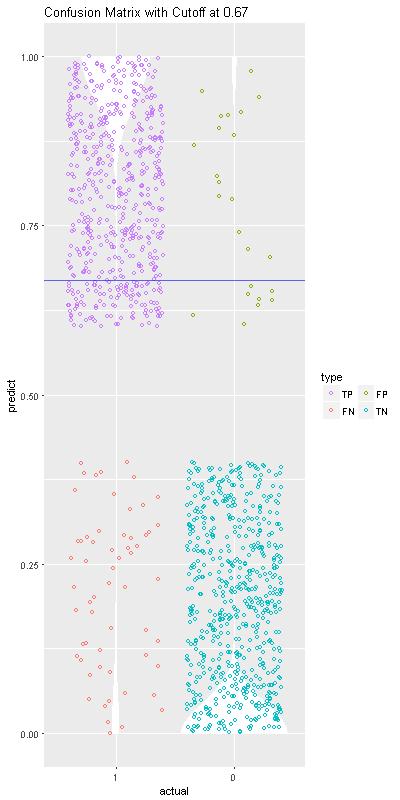 Confusion Matrix with Cutoff at 0.67
1.00
0.75
0.50
0.25
0.00
predict
1 0
actual
type
TP FP
FN TN